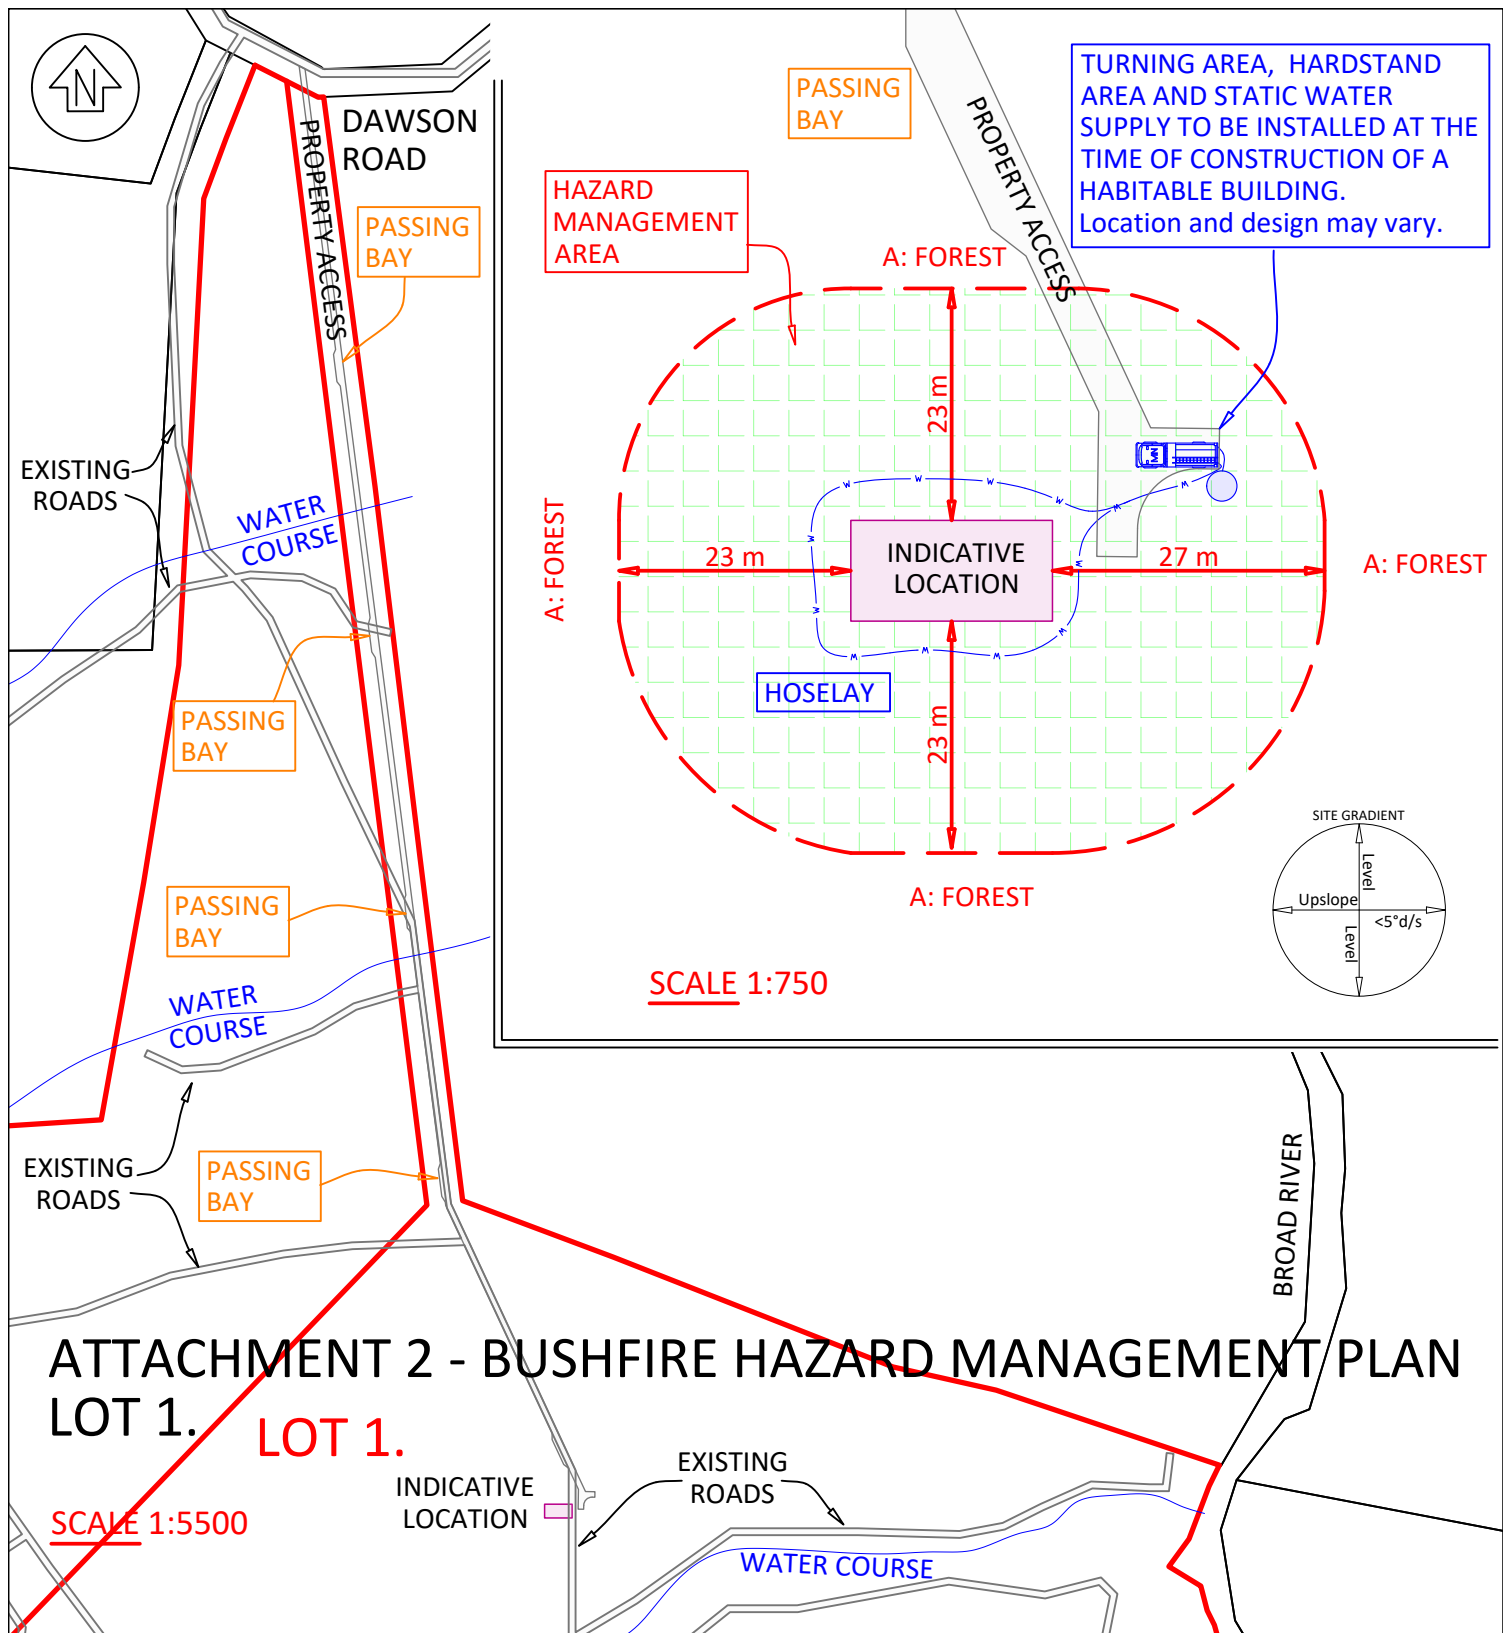 N
DAWSON
ROAD
PROPERTY ACCESS
PASSING
BAY
EXISTING
ROADS
WATER
COURSE
PASSING
BAY
PASSING
BAY
WATER
COURSE
EXISTING
ROADS
PASSING
BAY
PASSING
BAY
PROPERTY ACCESS
TURNING AREA, HARDSTAND
AREA AND STATIC WATER
SUPPLY TO BE INSTALLED AT THE
TIME OF CONSTRUCTION OF A
HABITABLE BUILDING.
Location and design may vary.
HAZARD
MANAGEMENT
AREA
A: FOREST
23 m
A: FOREST
23 m
INDICATIVE
LOCATION
27 m
A: FOREST
W
W
W
W
W
W
W
W
W
W
W
W
W
HOSELAY
23 m
A: FOREST
SCALE 1:750
SITE GRADIENT
Level
Upslope
<5°d/s
Level
BROAD RIVER
ATTACHMENT 2 - BUSHFIRE HAZARD MANAGEMENT PLAN
LOT 1.
LOT 1.
INDICATIVE
LOCATION
EXISTING
ROADS
SCALE 1:5500
WATER COURSE